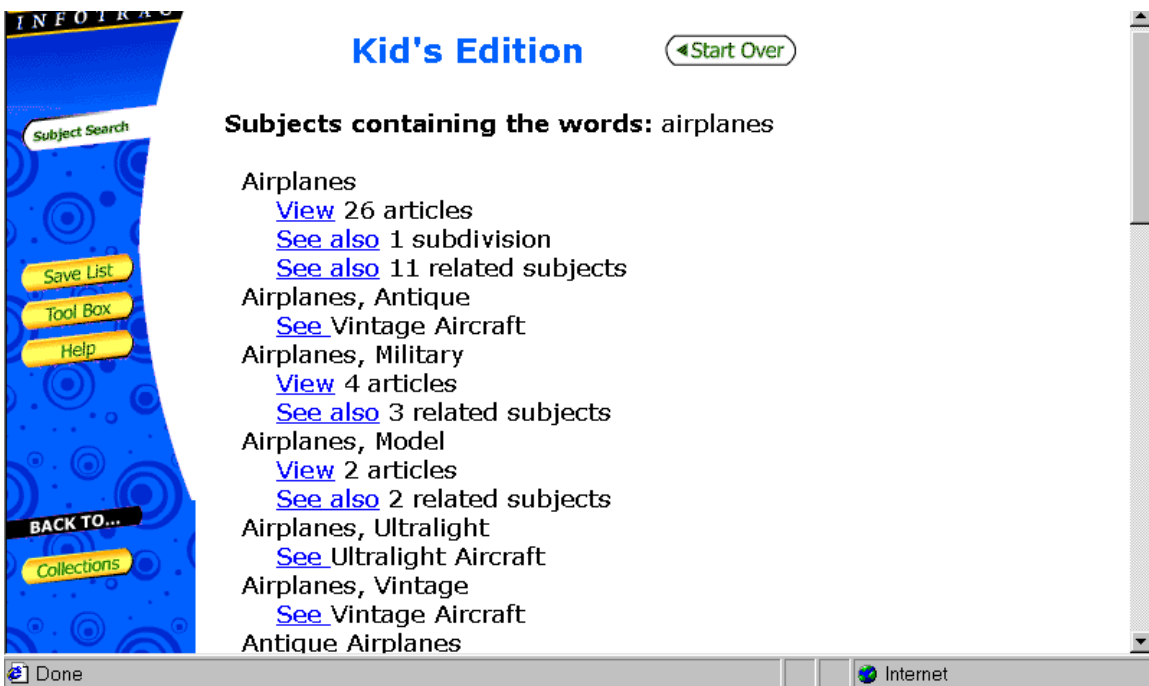 INFOTRAC
Kid's Edition
Start Over
Subject Search
Subjects containing the words: airplanes
Airplanes
View 26 articles
See also 1 subdivision
See also 11 related subjects
Airplanes, Antique
See Vintage Aircraft
Airplanes, Military
View 4 articles
See also 3 related subjects
Airplanes, Model
View 2 articles
See also 2 related subjects
Airplanes, Ultralight
See Ultralight Aircraft
Airplanes, Vintage
See Vintage Aircraft
Antique Airplanes
Save List
Tool Box
Help
BACK TO...
Collections
Done
Internet